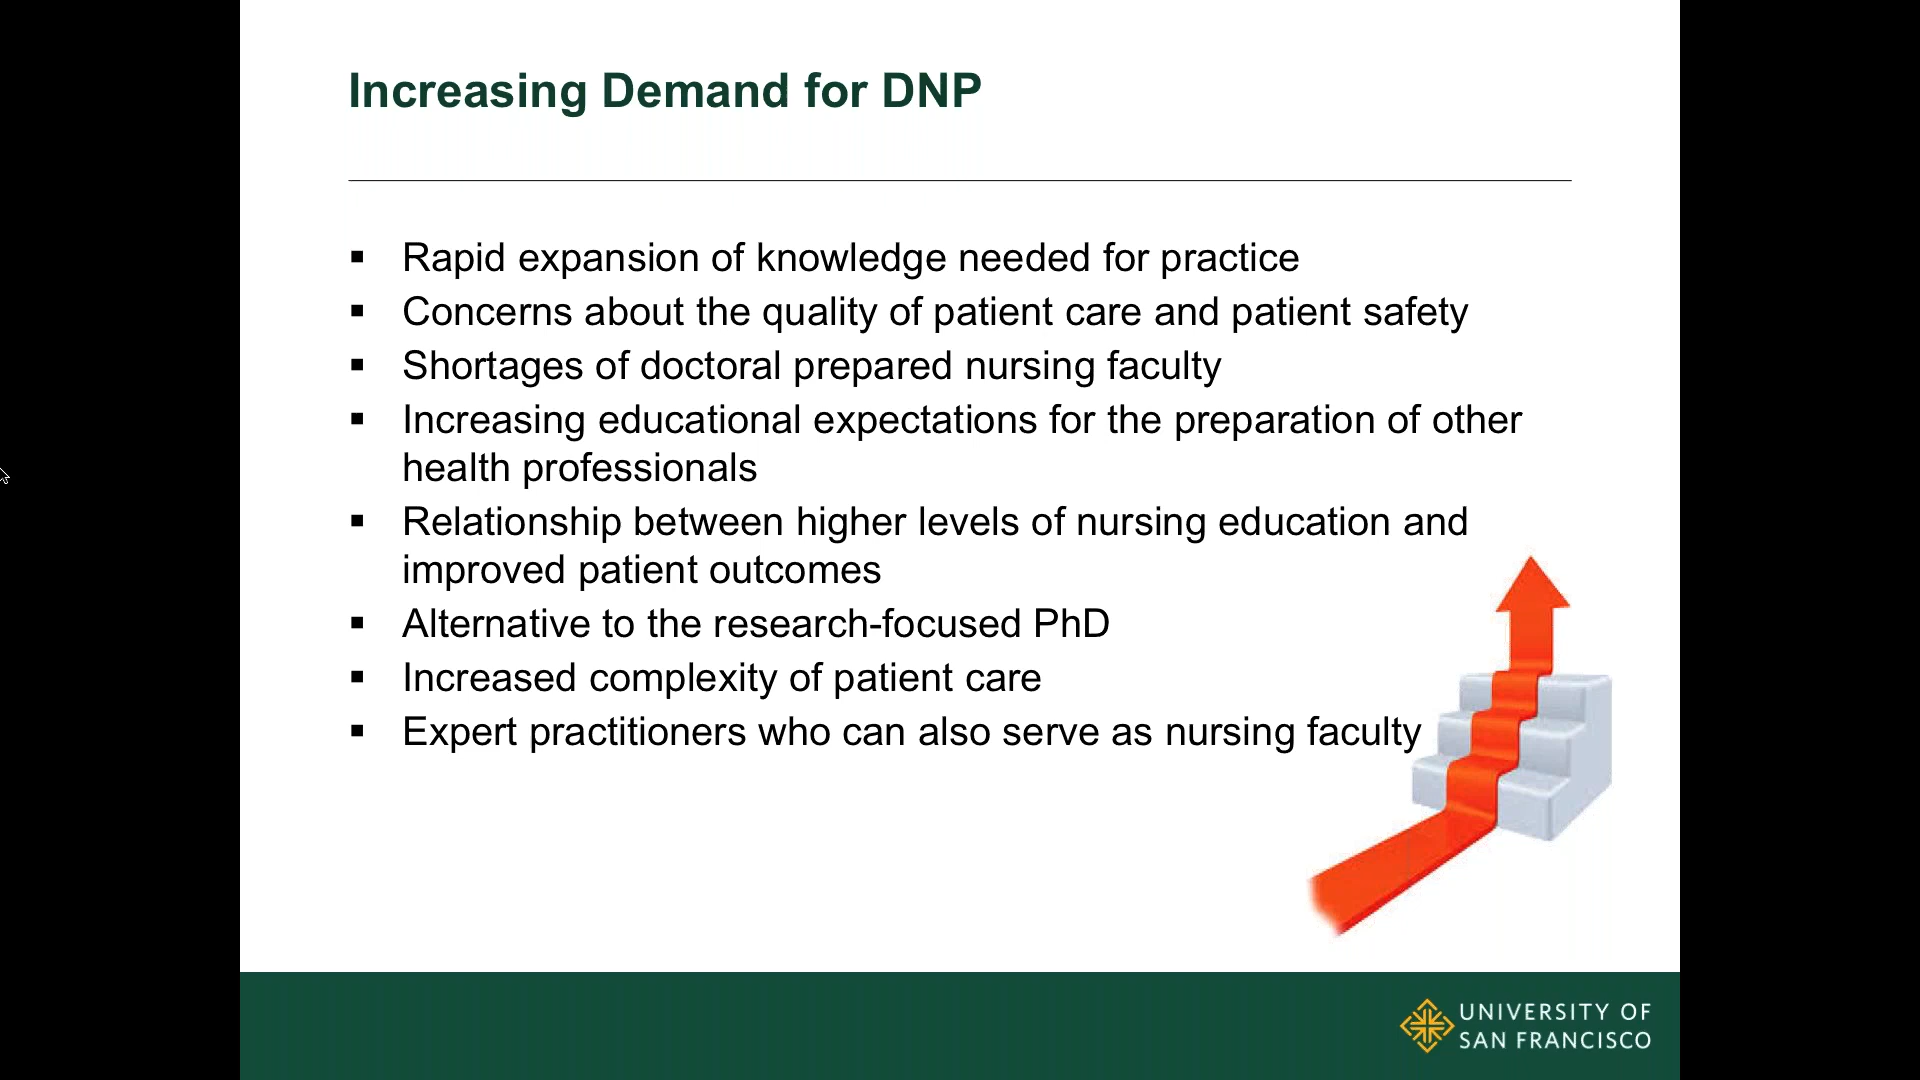 Increasing Demand for DNP
▪ Rapid expansion of knowledge needed for practice
▪ Concerns about the quality of patient care and patient safety
▪ Shortages of doctoral prepared nursing faculty
▪ Increasing educational expectations for the preparation of other
health professionals
▪ Relationship between higher levels of nursing education and
improved patient outcomes
▪ Alternative to the research-focused PhD
▪ Increased complexity of patient care
▪ Expert practitioners who can also serve as nursing faculty
UNIVERSITY OF
SAN FRANCISCO